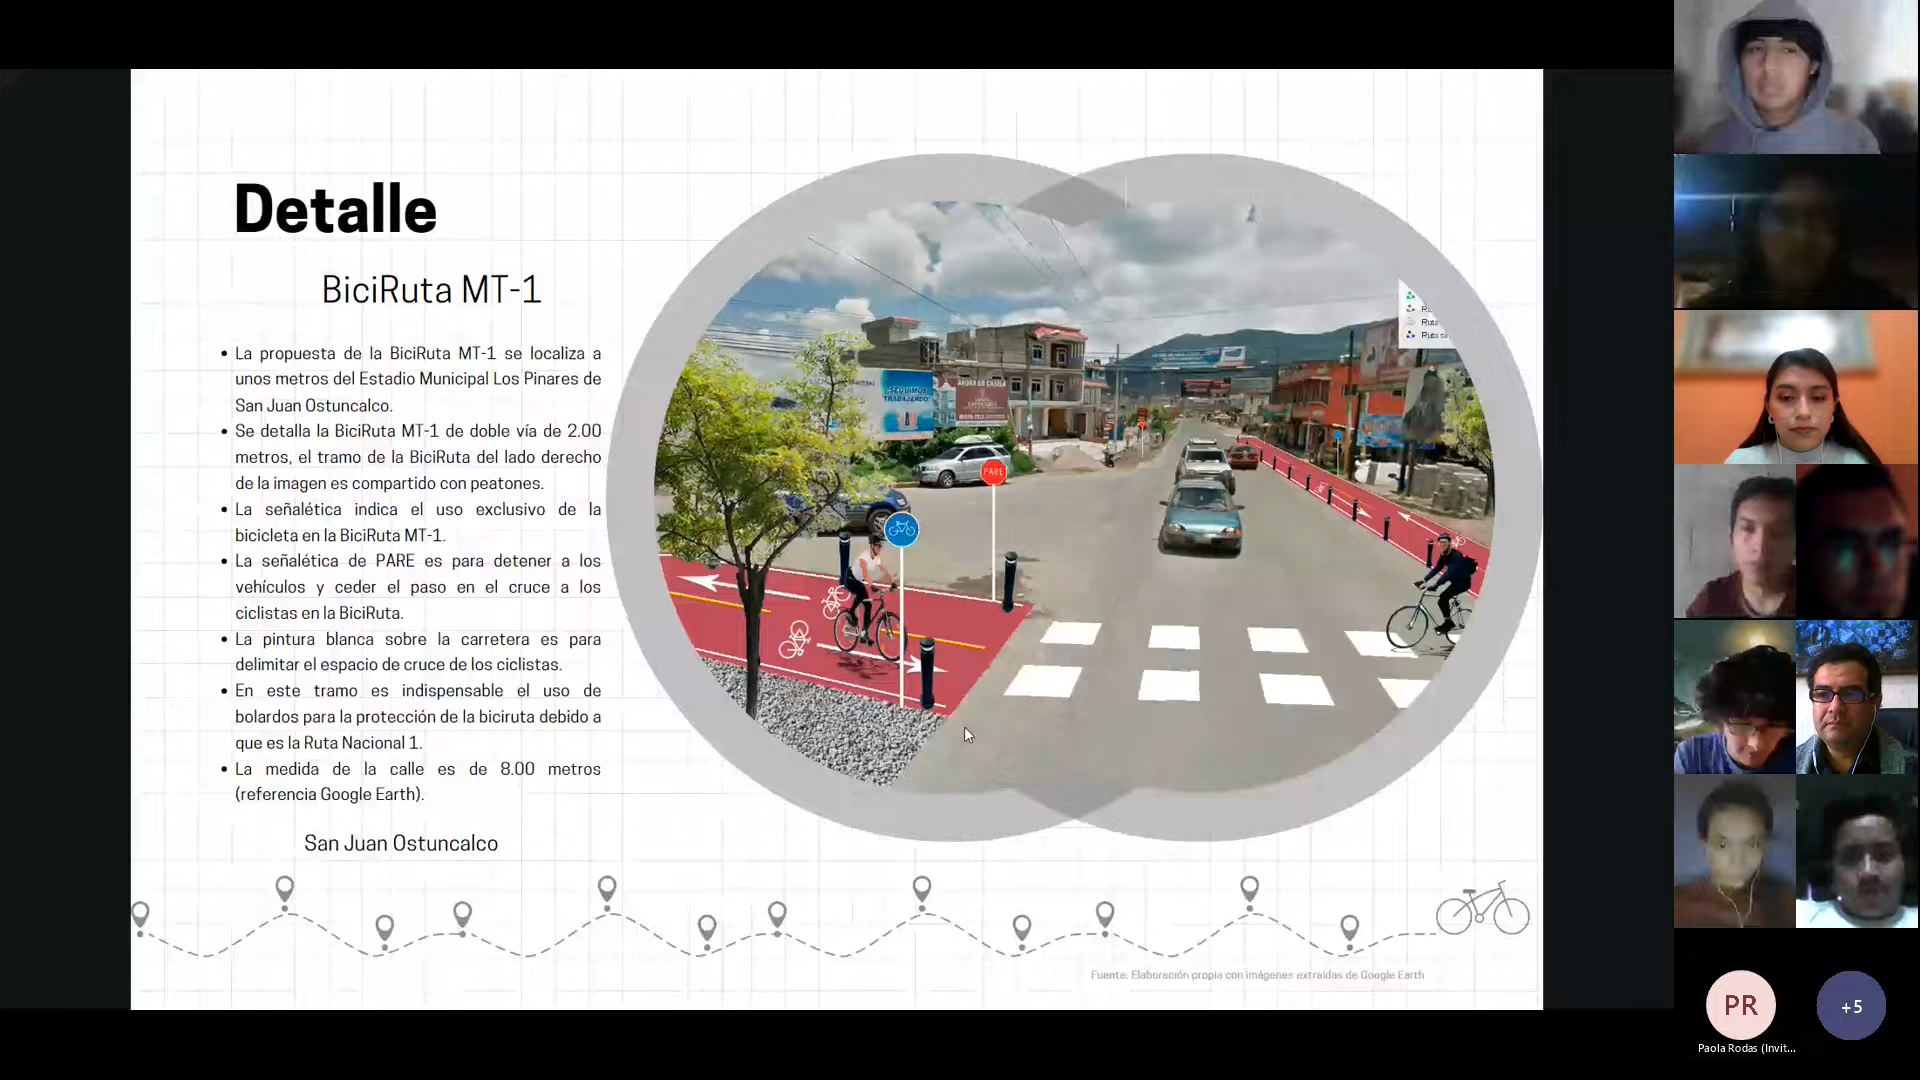 Detalle
BiciRuta MT-1
La propuesta de la BiciRuta MT-1 se localiza a
unos metros del Estadio Municipal Los Pinares de
San Juan Ostuncalco.
Se detalla la BiciRuta MT-1 de doble vía de 2.00
metros, el tramo de la BiciRuta del lado derecho
de la imagen es compartido con peatones.
La señalética indica el uso exclusivo de la
bicicleta en la BiciRuta MT-1.
La señalética de PARE es para detener a los
vehículos y ceder el paso en el cruce a los
ciclistas en la BiciRuta.
La pintura blanca sobre la carretera es para
delimitar el espacio de cruce de los ciclistas.
En este tramo es indispensable el uso de
bolardos para la protección de la biciruta debido a
que es la Ruta Nacional 1.
La medida de la calle es de 8.00 metros
(referencia Google Earth).
San Juan Ostuncalco
SEGUIMOS
TRABAJANDO
PARE
Ruta
Fuente: Elaboración propia con imágenes extraídas de Google Earth
PR
+5
Paola Rodas (Invit...